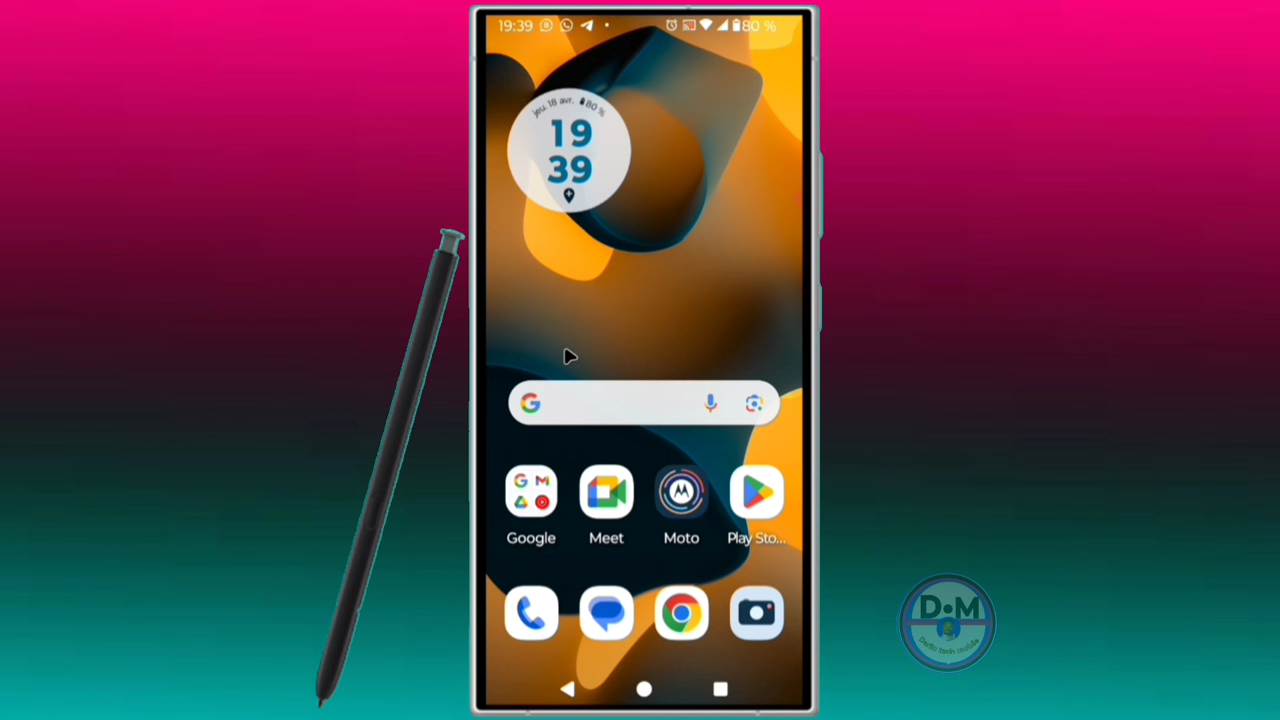 19:39
80 %
jeu. 18 avr. 80 %
19
39
Google
Meet
Moto
Play Sto...
D•M